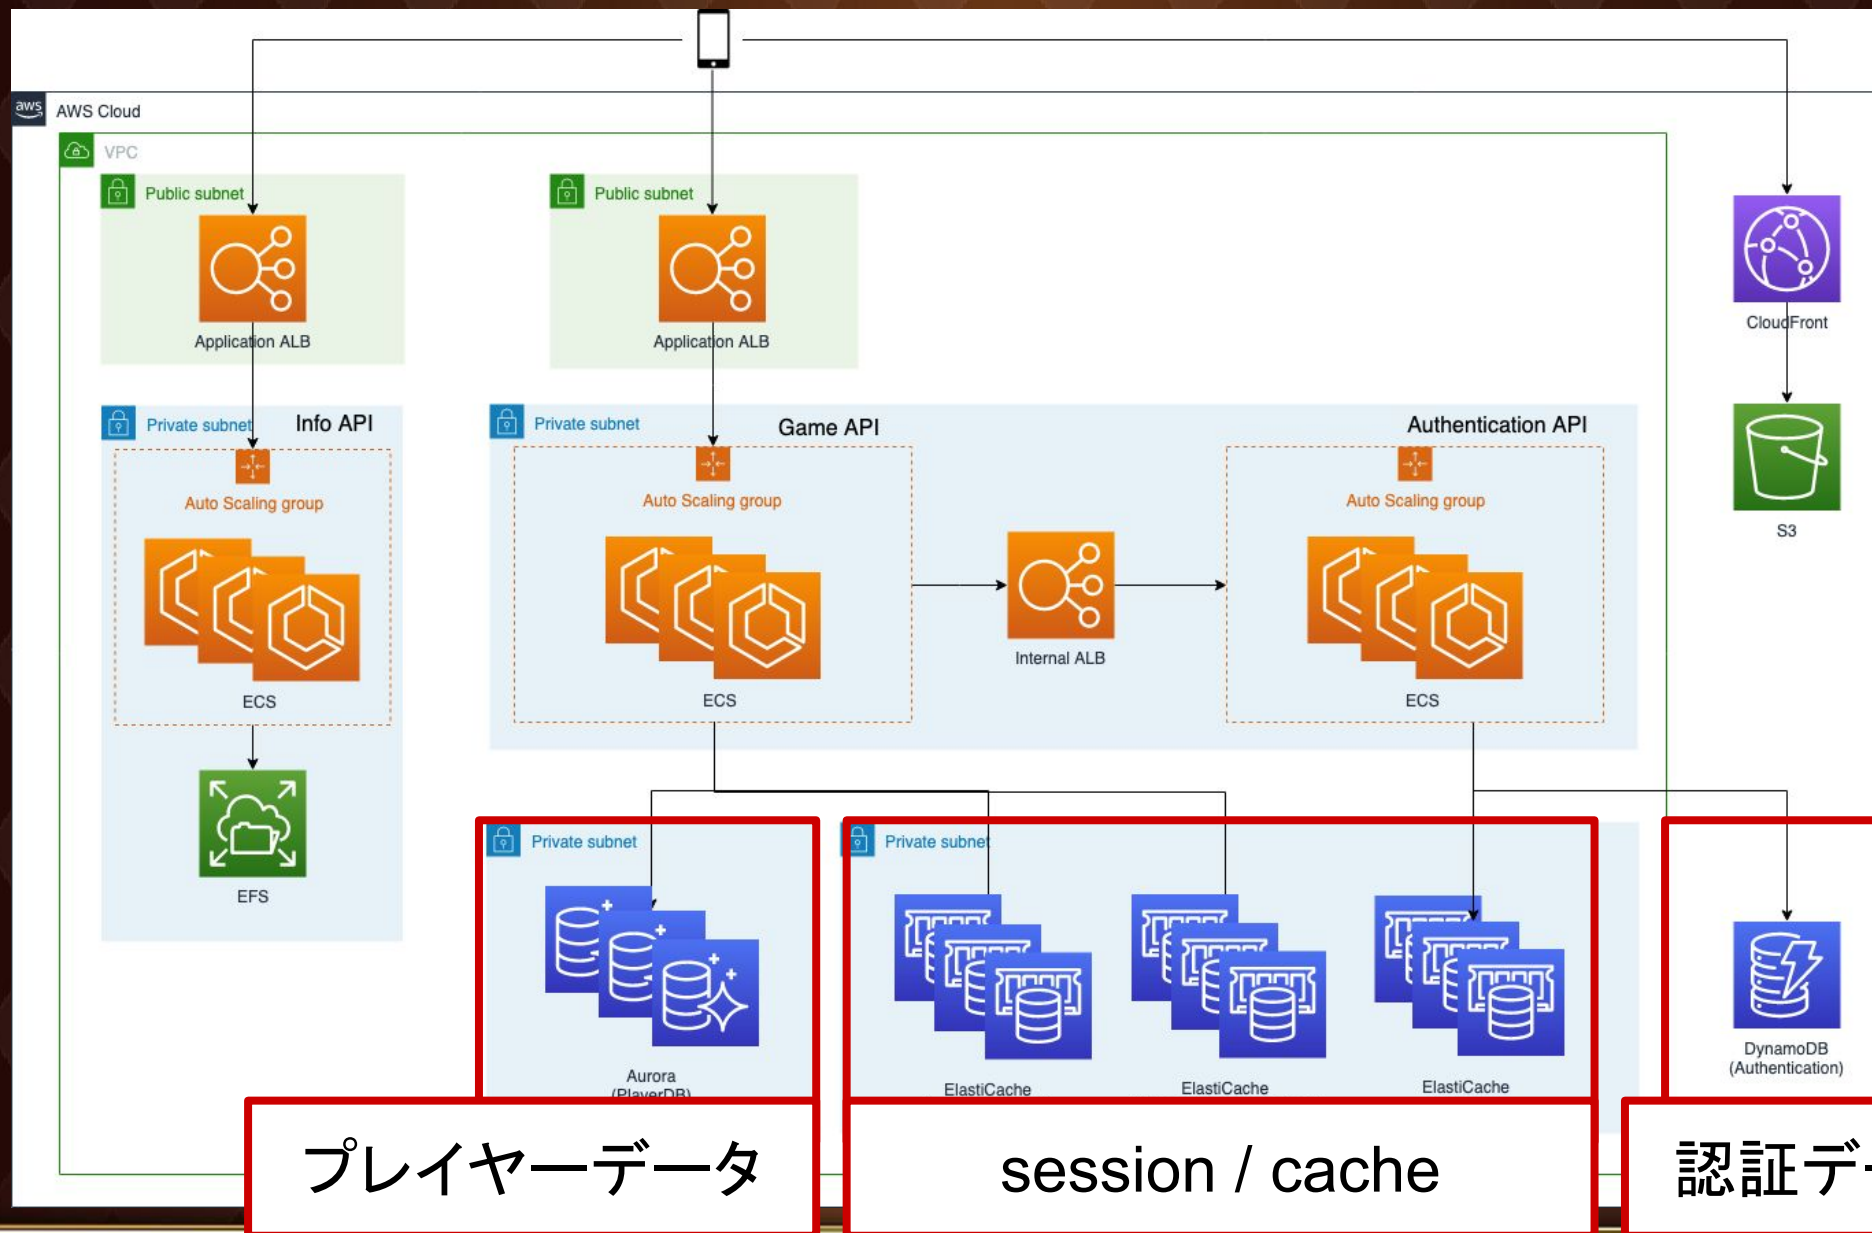 aws
AWS Cloud
VPC
Public subnet
Public subnet
Application ALB
Application ALB
CloudFront
Private subnet
Info API
Private subnet
Game API
Authentication API
Auto Scaling group
Auto Scaling group
Auto Scaling group
S3
Internal ALB
ECS
ECS
ECS
EFS
Private subnet
Private subnet
Aurora
(PlayerDB)
ElastiCache
ElastiCache
ElastiCache
DynamoDB
(Authentication)
プレイヤーデータ
session / cache
認証デー